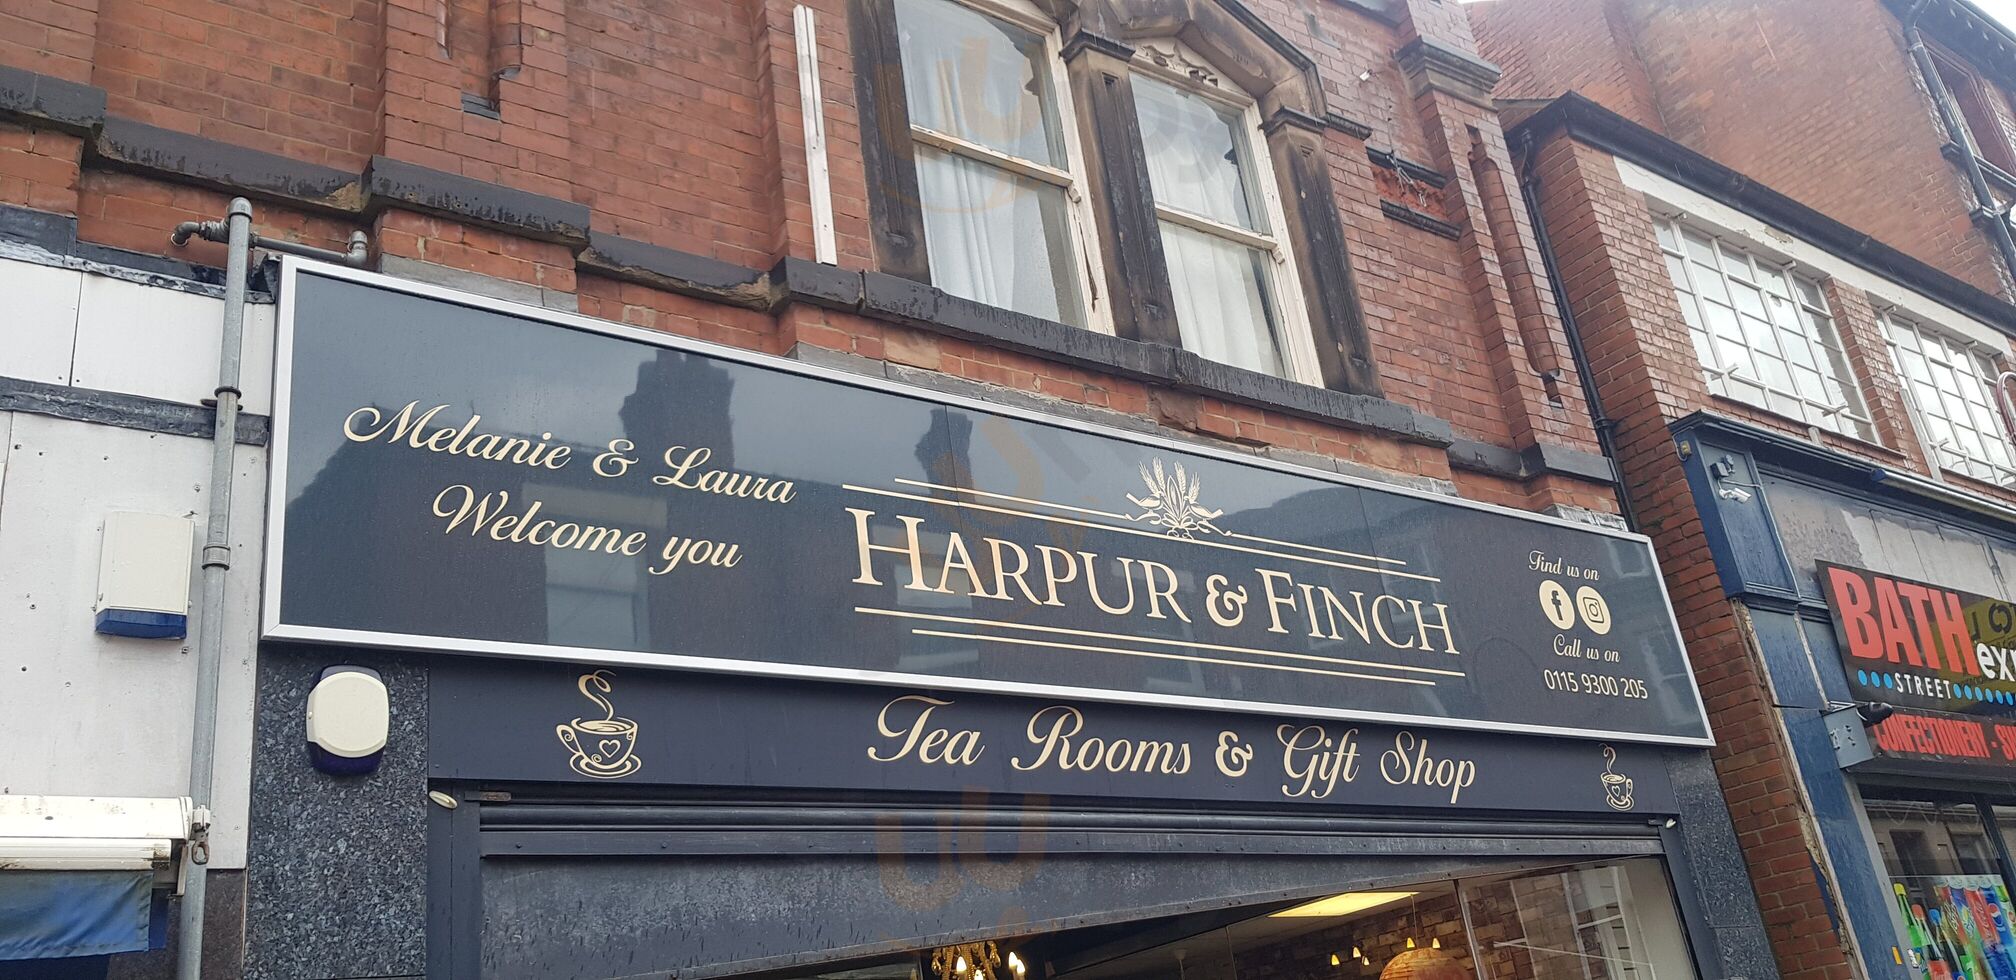 Melanie & Laura
Welcome you
HARPUR & FINCH
Find us on
Call us on
0115 9300 205
Tea Rooms & Gift Shop
BATH
STREET
CONFECTIONERY